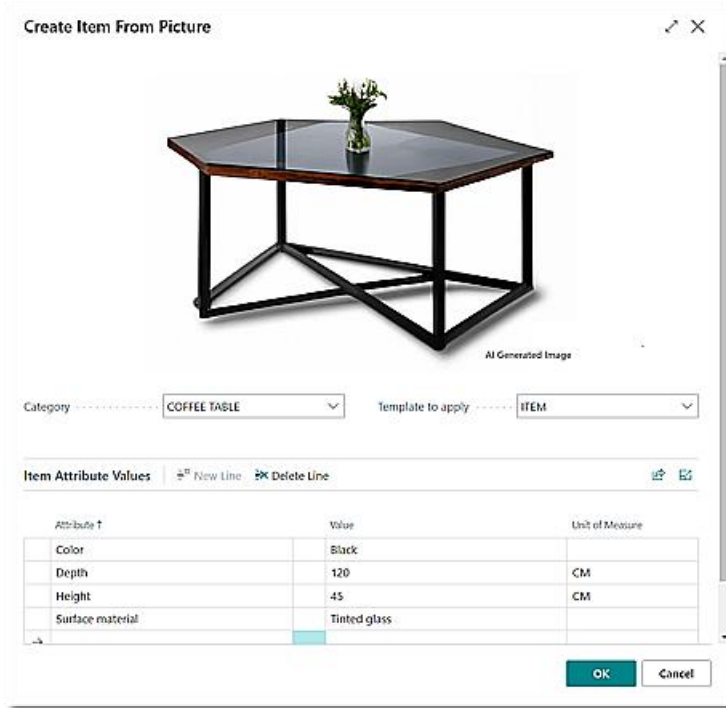 Create Item From Picture
AI Generated Image
Category COFFEE TABLE Template to apply ITEM
Item Attribute Values New Line Delete Line
Attribute ↑ Value Unit of Measure
Color Black
Depth 120 CM
Height 45 CM
Surface material Tinted glass
OK Cancel